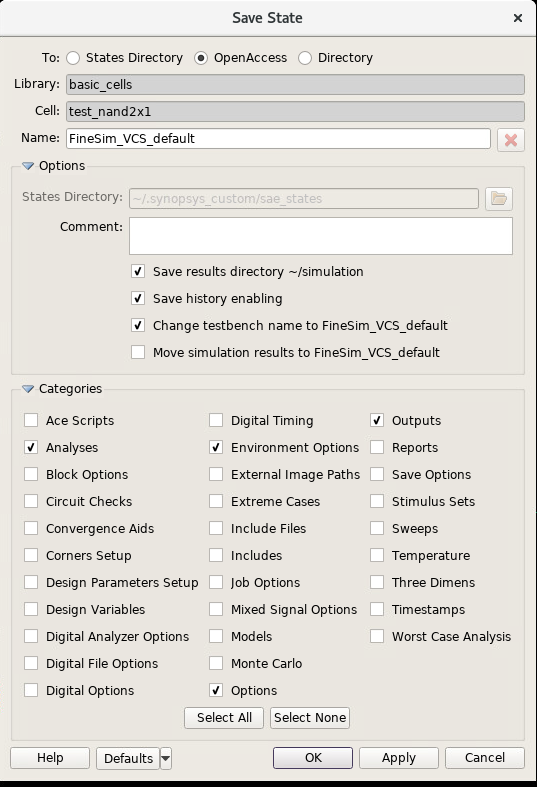 Save State
To: States Directory OpenAccess Directory
Library: basic_cells
Cell: test_nand2x1
Name: FineSim_VCS_default
Options
States Directory: ~/.synopsys_custom/sae_states
Comment:
Save results directory ~/simulation
Save history enabling
Change testbench name to FineSim_VCS_default
Move simulation results to FineSim_VCS_default
Categories
Ace Scripts Digital Timing Outputs
Analyses Environment Options Reports
Block Options External Image Paths Save Options
Circuit Checks Extreme Cases Stimulus Sets
Convergence Aids Include Files Sweeps
Corners Setup Includes Temperature
Design Parameters Setup Job Options Three Dimens
Design Variables Mixed Signal Options Timestamps
Digital Analyzer Options Models Worst Case Analysis
Digital File Options Monte Carlo
Digital Options Options
Select All Select None
Help Defaults OK Apply Cancel